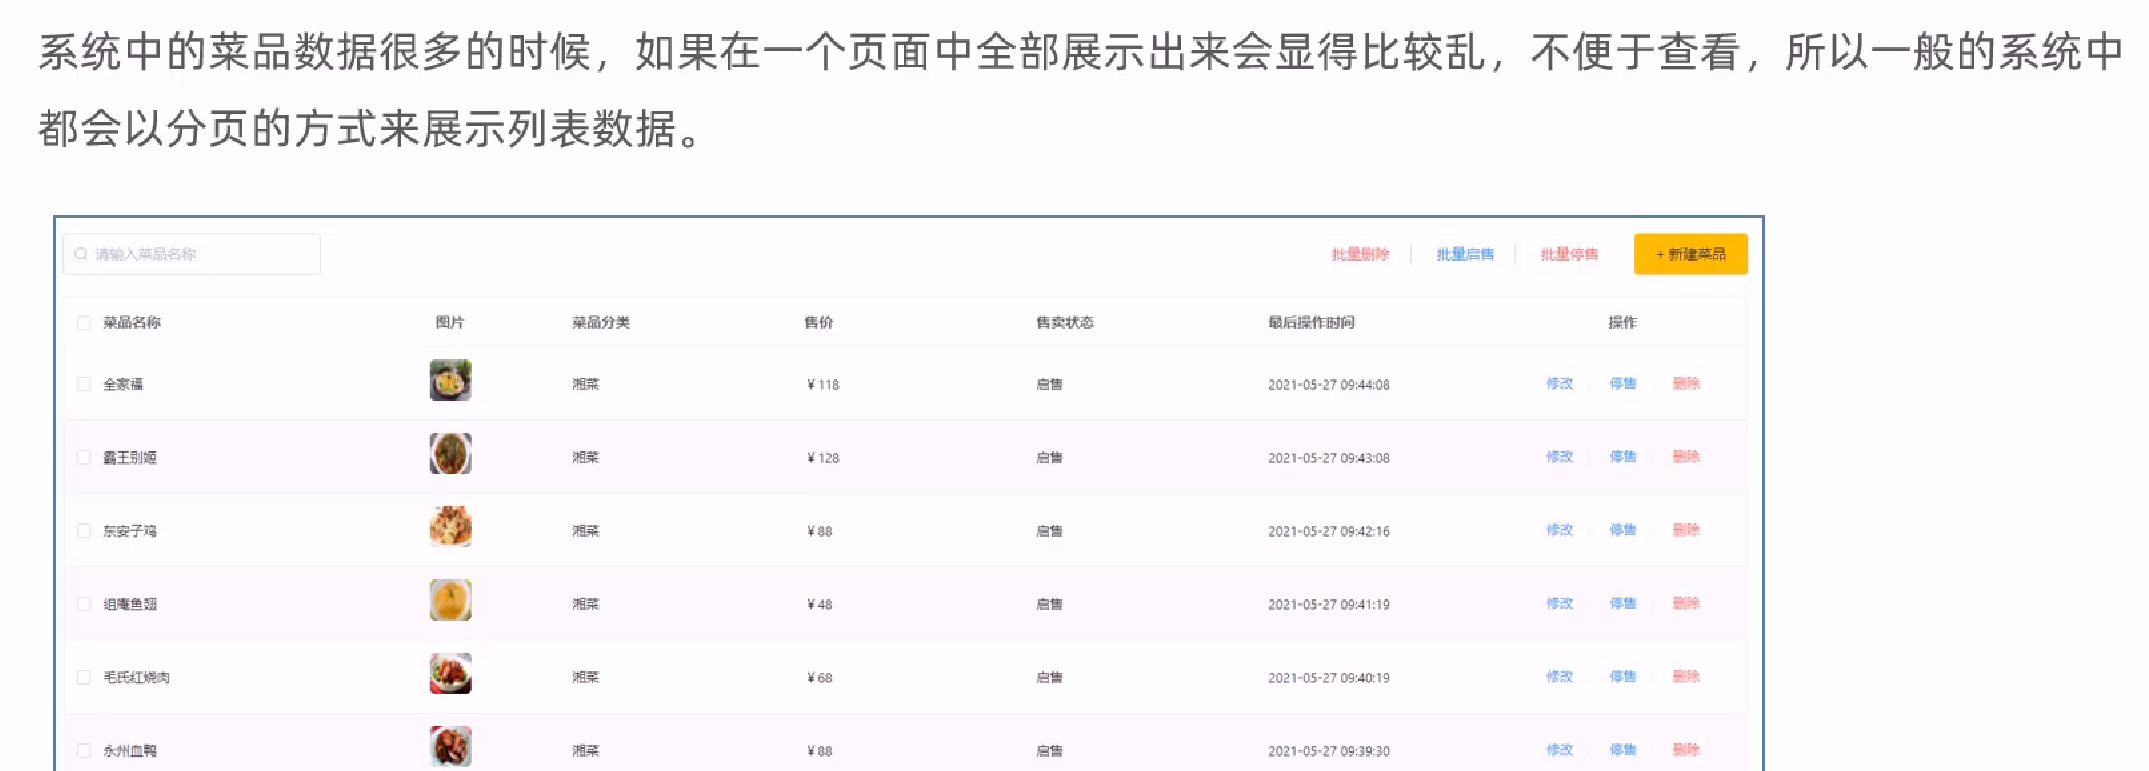 系统中的菜品数据很多的时候，如果在一个页面中全部展示出来会显得比较乱，不便于查看，所以一般的系统中
都会以分页的方式来展示列表数据。
请输入菜品名称 批量删除 批量启售 批量停售 + 新建菜品
菜品名称 图片 菜品分类 售价 售卖状态 最后操作时间 操作
全家福 湘菜 ¥ 118 启售 2021-05-27 09:44:08 修改 停售 删除
霸王别姬 湘菜 ¥ 128 启售 2021-05-27 09:43:08 修改 停售 删除
东安子鸡 湘菜 ¥ 88 启售 2021-05-27 09:42:16 修改 停售 删除
组庵鱼翅 湘菜 ¥ 48 启售 2021-05-27 09:41:19 修改 停售 删除
毛氏红烧肉 湘菜 ¥ 68 启售 2021-05-27 09:40:19 修改 停售 删除
永州血鸭 湘菜 ¥ 88 启售 2021-05-27 09:39:30 修改 停售 删除